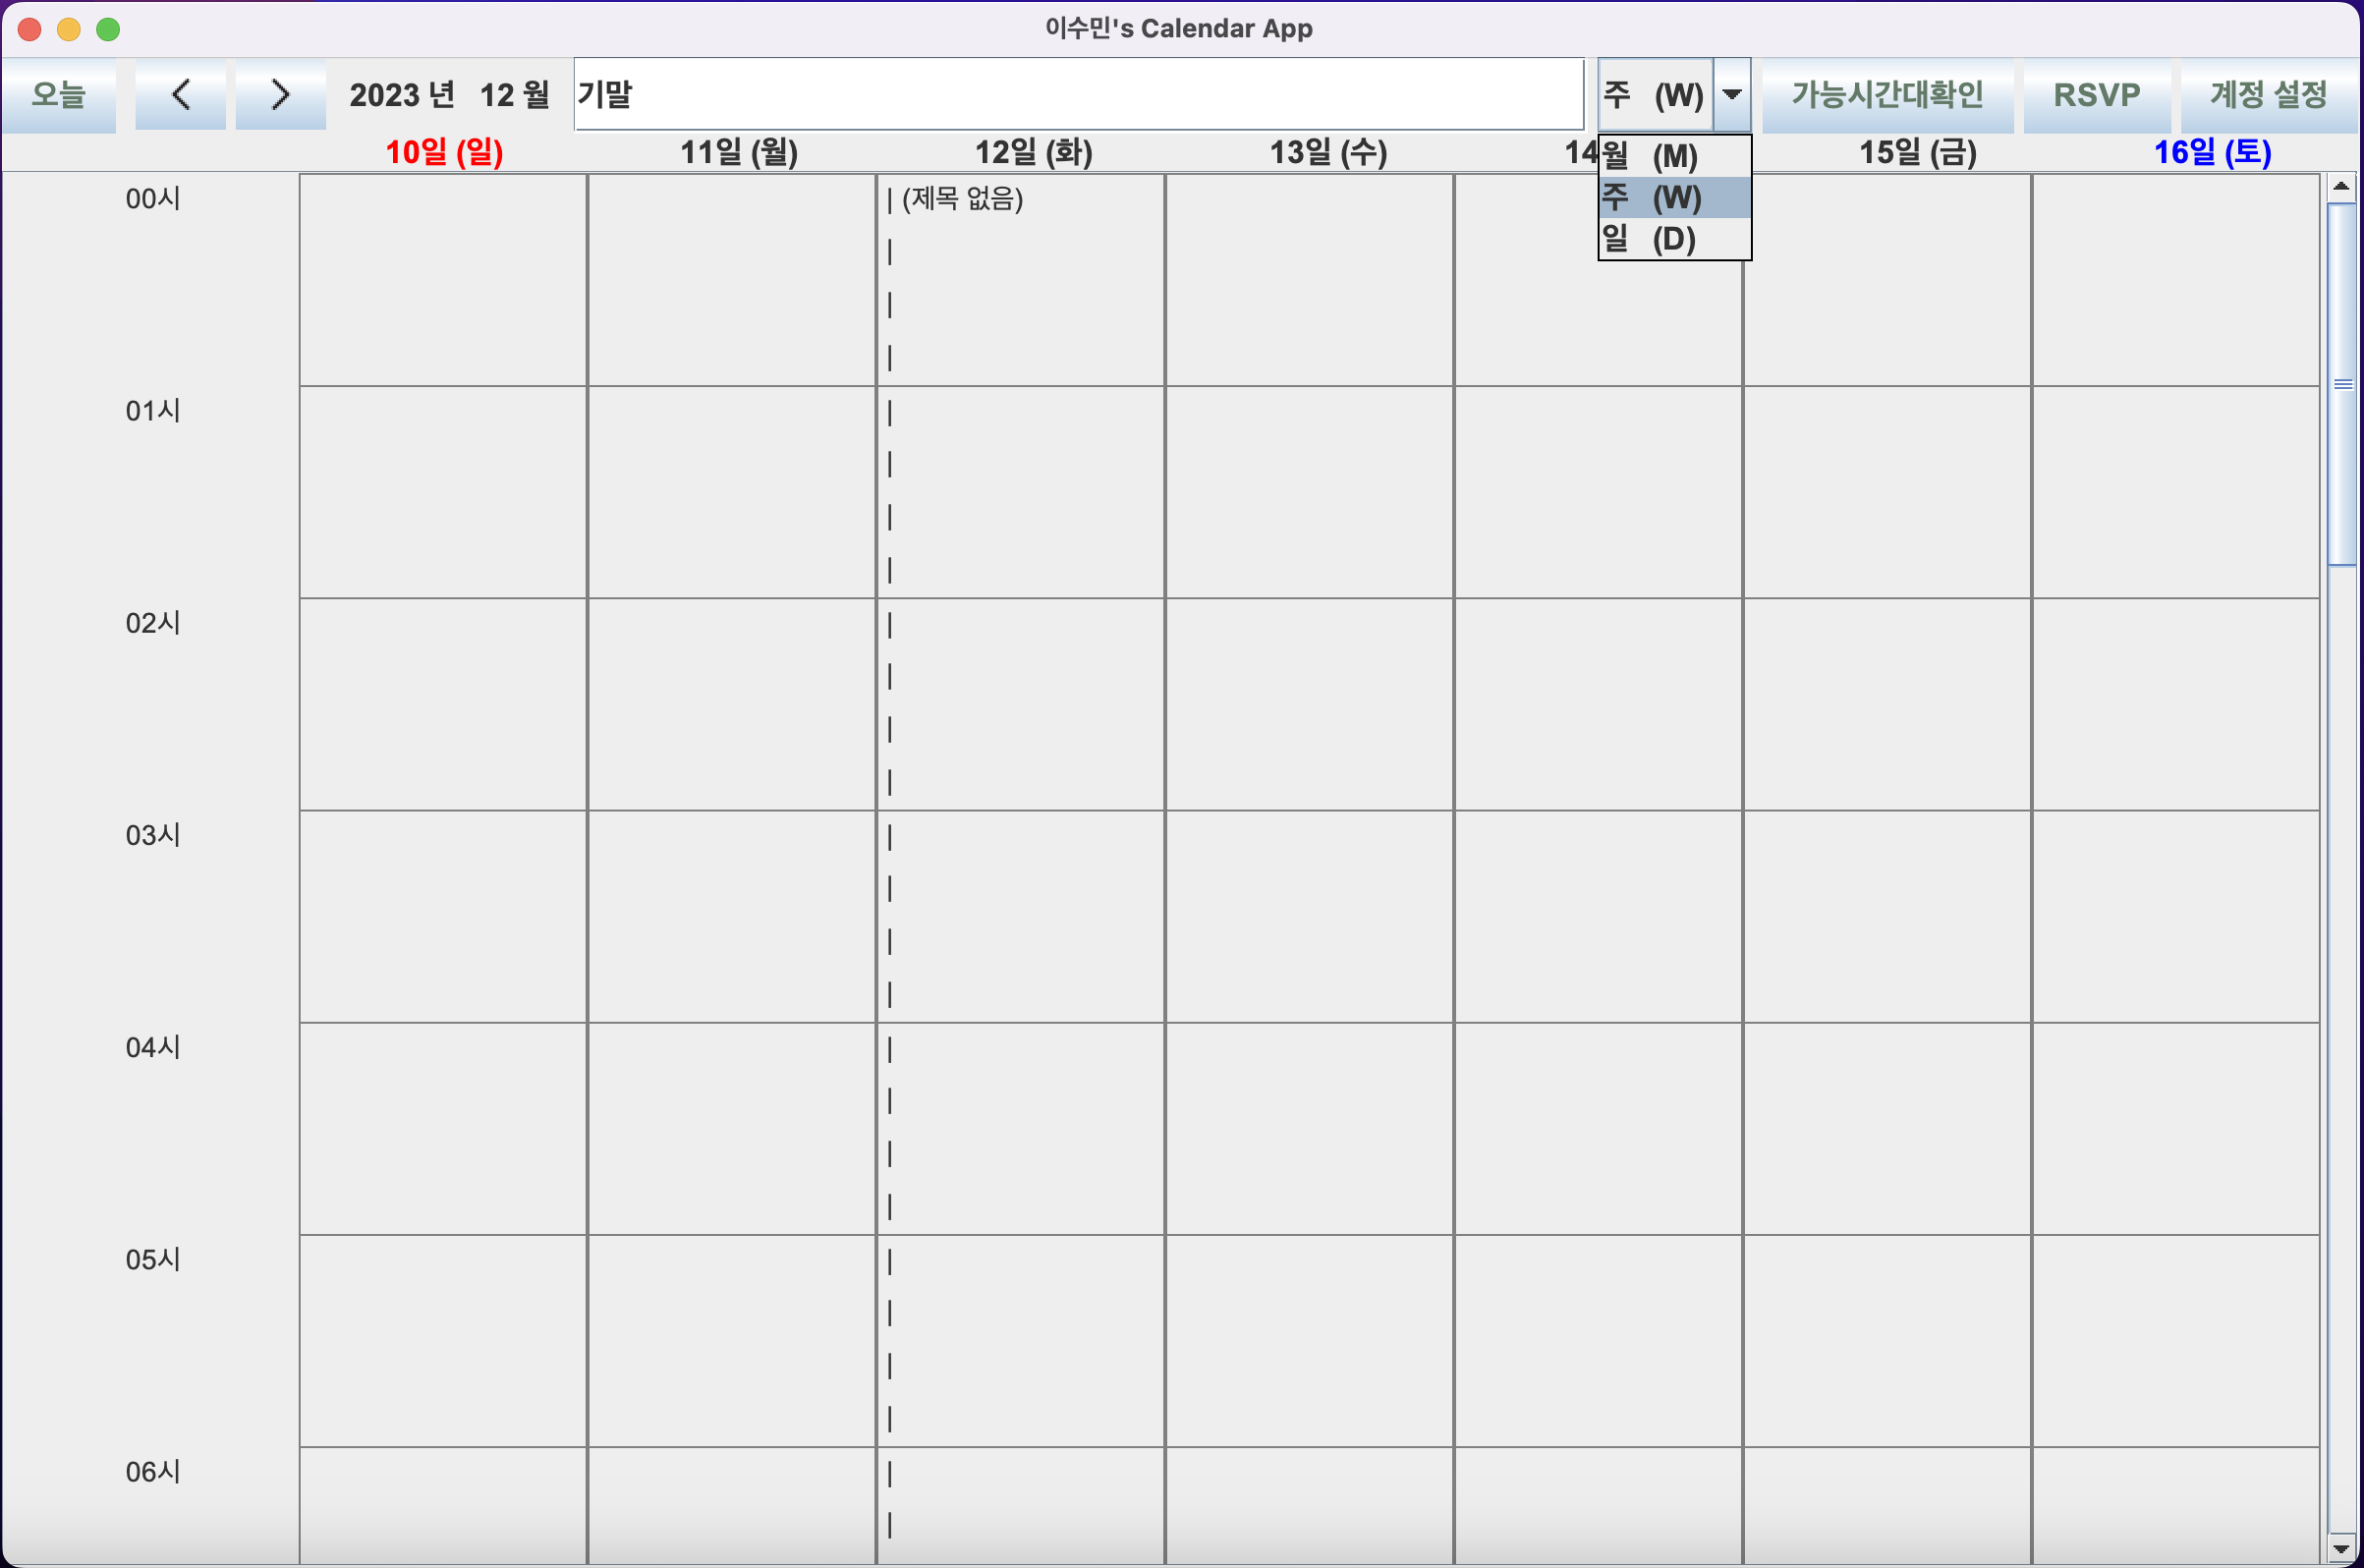 이수민's Calendar App
오늘 < > 2023 년 12 월 기말 주 (W) 가능시간대확인 RSVP 계정 설정
10일 (일) 11일 (월) 12일 (화) 13일 (수) 14 15일 (금) 16일 (토)
월 (M)
주 (W)
일 (D)
00시 | (제목 없음)
|
|
|
01시 |
|
|
|
02시 |
|
|
|
03시 |
|
|
|
04시 |
|
|
|
05시 |
|
|
|
06시 |
|